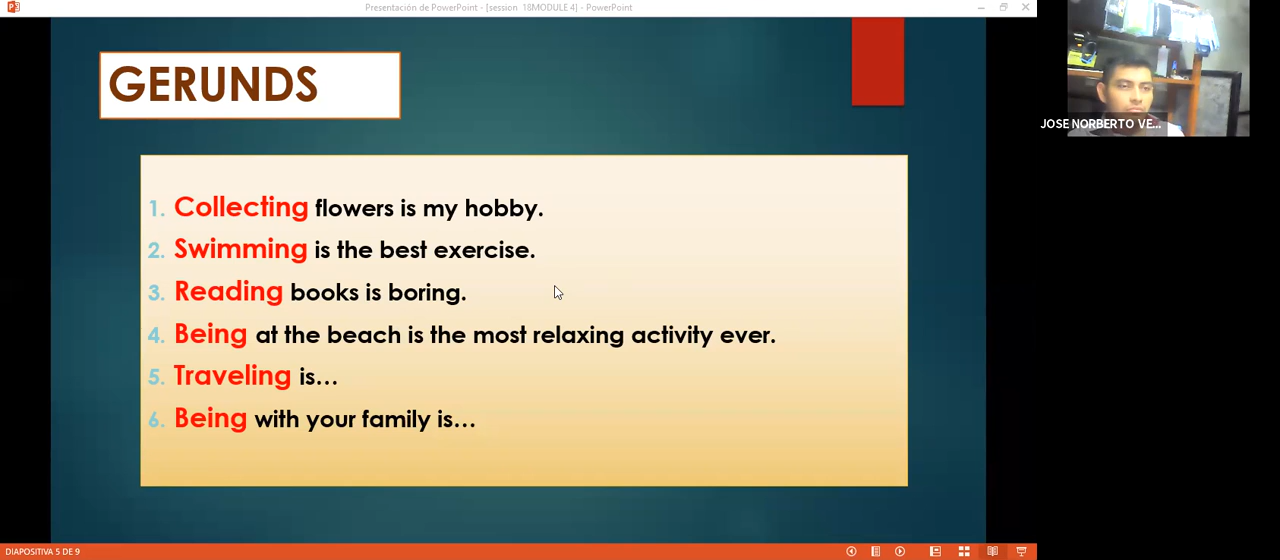 Presentación de PowerPoint - [session 18MODULE 4] - PowerPoint
GERUNDS
1. Collecting flowers is my hobby.
2. Swimming is the best exercise.
3. Reading books is boring.
4. Being at the beach is the most relaxing activity ever.
5. Traveling is...
6. Being with your family is...
JOSE NORBERTO VE...
DIAPOSITIVA 5 DE 9